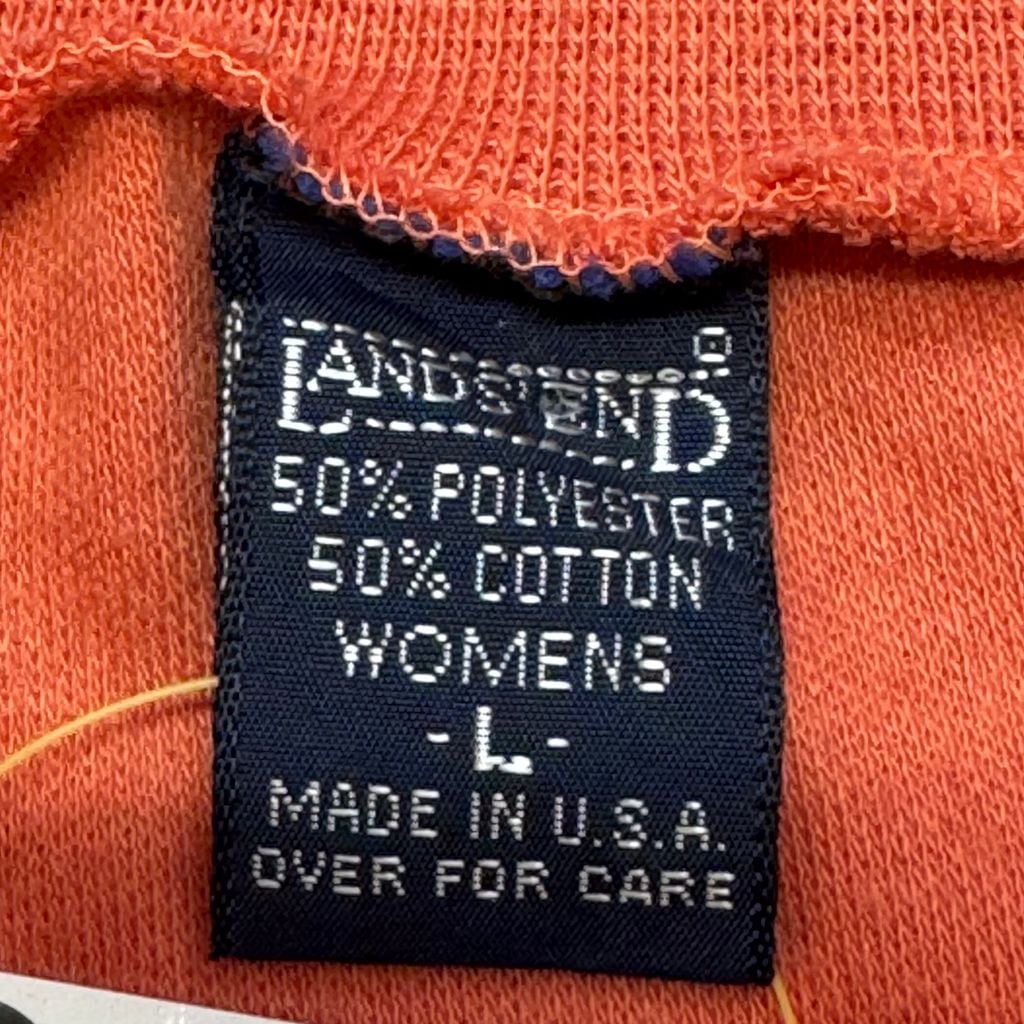 LANDS' END
50% POLYESTER
50% COTTON
WOMENS
- L -
MADE IN U.S.A.
OVER FOR CARE